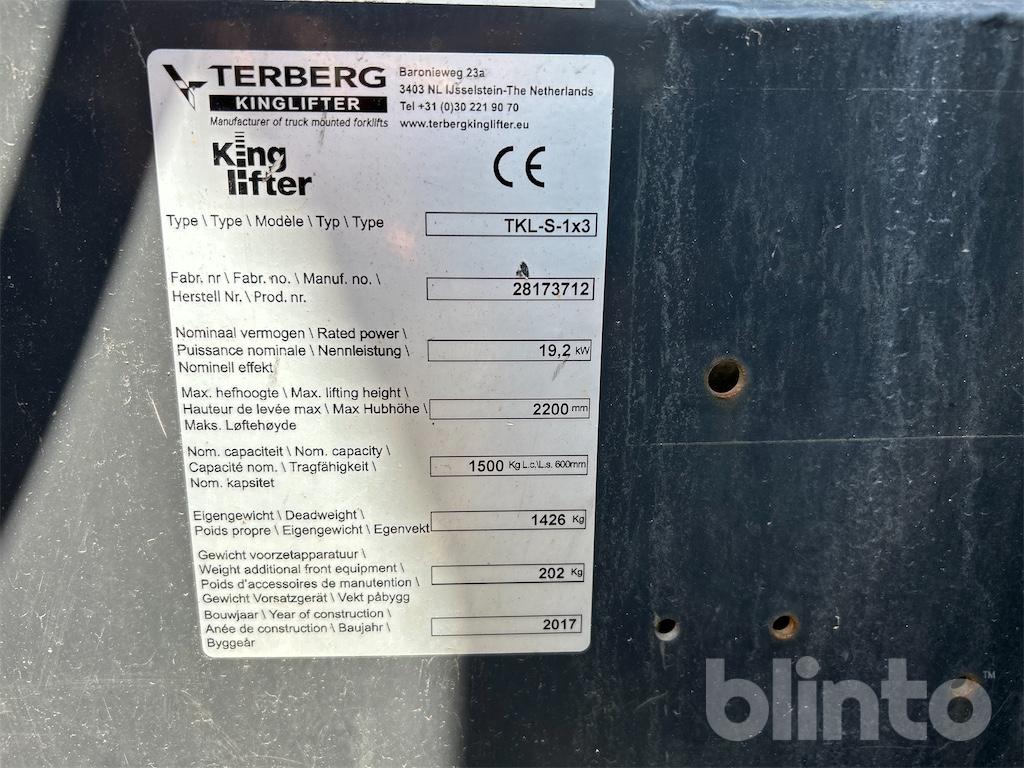 TERBERG
KINGLIFTER
Manufacturer of truck mounted forklifts
Baronieweg 23a
3403 NL IJsselstein-The Netherlands
Tel +31 (0)30 221 90 70
www.terbergkinglifter.eu
King
lifter
CE
Type \ Type \ Modèle \ Typ \ Type
TKL-S-1x3
Fabr. nr \ Fabr. no. \ Manuf. no. \
Herstell Nr. \ Prod. nr.
28173712
Nominaal vermogen \ Rated power \
Puissance nominale \ Nennleistung \
Nominell effekt
19,2 kW
Max. hefhoogte \ Max. lifting height \
Hauteur de levée max \ Max Hubhöhe \
Maks. Løftehøyde
2200 mm
Nom. capaciteit \ Nom. capacity \
Capacité nom. \ Tragfähigkeit \
Nom. kapsitet
1500 Kg L.c.\L.s. 600mm
Eigengewicht \ Deadweight \
Poids propre \ Eigengewicht \ Egenvekt
1426 Kg
Gewicht voorzetapparatuur \
Weight additional front equipment \
Poids d'accessoires de manutention \
Gewicht Vorsatzgerät \ Vekt påbygg
202 Kg
Bouwjaar \ Year of construction \
Anée de construction \ Baujahr \
Byggeår
2017
blinto™